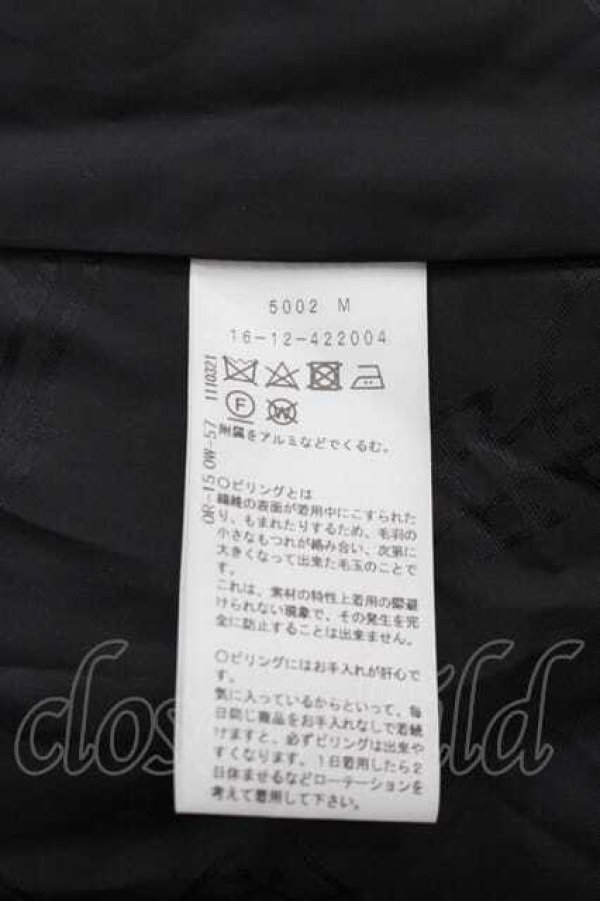 5002 M
16-12-422004
F W
附属をアルミなどでくるむ。
OR-15 OW-57 1110321
〇ピリングとは
繊維の表面が着用中にこすられた
り、もまれたりするため、毛羽の
小さなもつれが絡み合い、次第に
大きくなって出来た毛玉のことで
す。
これは、素材の特性上着用の際避
けられない現象で、その発生を完
全に防止することは出来ません。
〇ピリングにはお手入れが肝心で
す。
気に入っているからといって、毎
日同じ商品をお手入れなしで着続
けますと、必ずピリングは出来や
すくなります。1日着用したら2
日休ませるなどローテーションを
考えて着用して下さい。